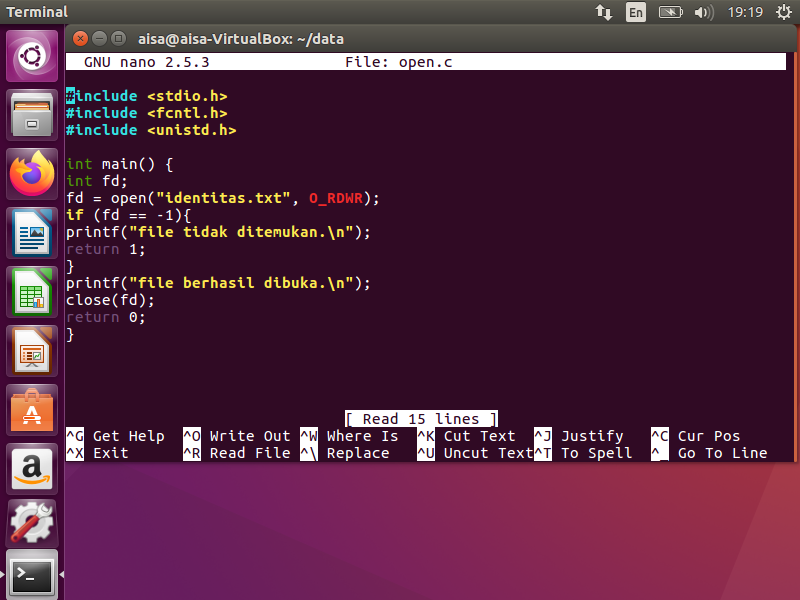 Terminal
En
19:19
aisa@aisa-VirtualBox: ~/data
GNU nano 2.5.3 File: open.c
#include <stdio.h>
#include <fcntl.h>
#include <unistd.h>
int main() {
int fd;
fd = open("identitas.txt", O_RDWR);
if (fd == -1){
printf("file tidak ditemukan.\n");
return 1;
}
printf("file berhasil dibuka.\n");
close(fd);
return 0;
}
[ Read 15 lines ]
^G Get Help ^O Write Out ^W Where Is ^K Cut Text ^J Justify ^C Cur Pos
^X Exit ^R Read File ^\ Replace ^U Uncut Text ^T To Spell ^_ Go To Line